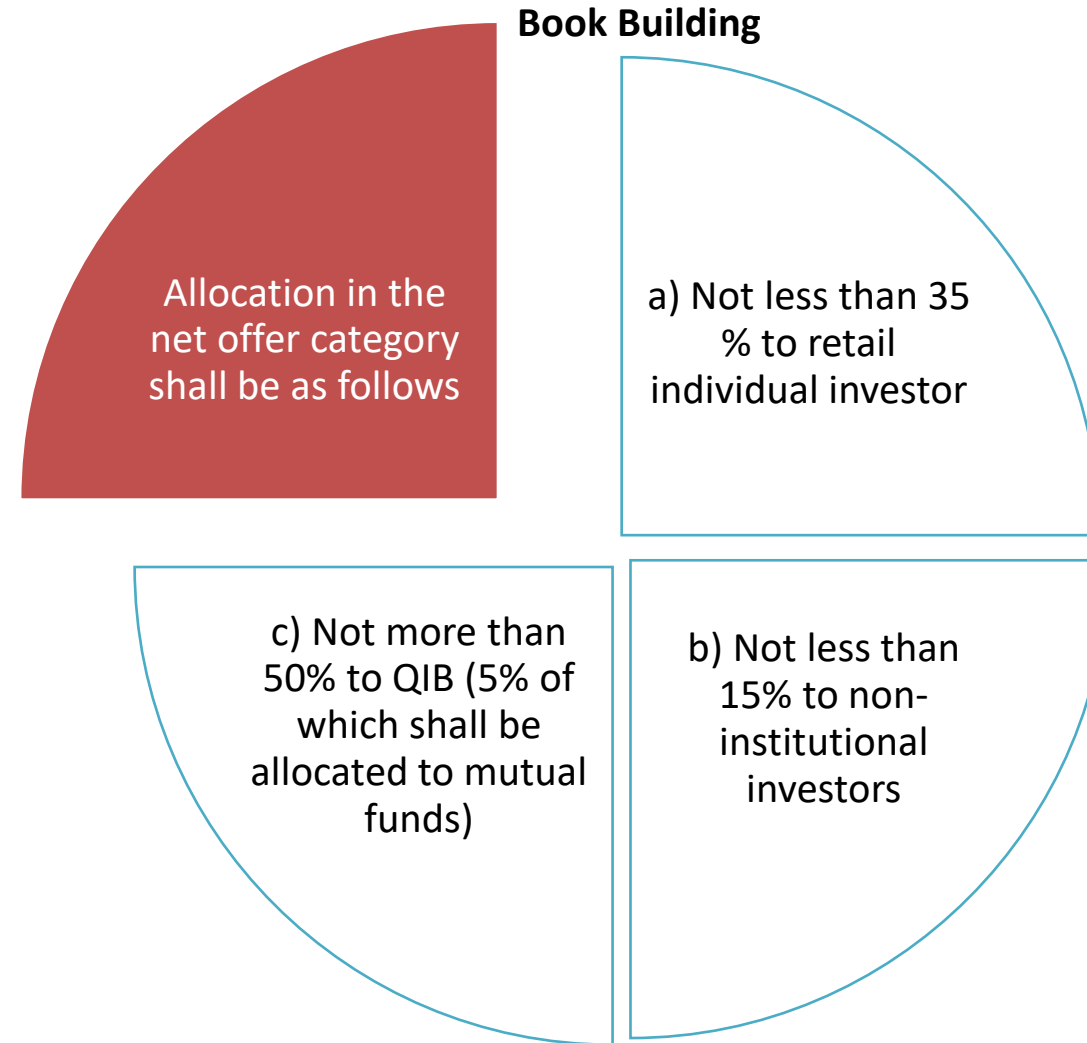 Book Building
Allocation in the
net offer category
shall be as follows
a) Not less than 35
% to retail
individual investor
b) Not less than
15% to non-
institutional
investors
c) Not more than
50% to QIB (5% of
which shall be
allocated to mutual
funds)